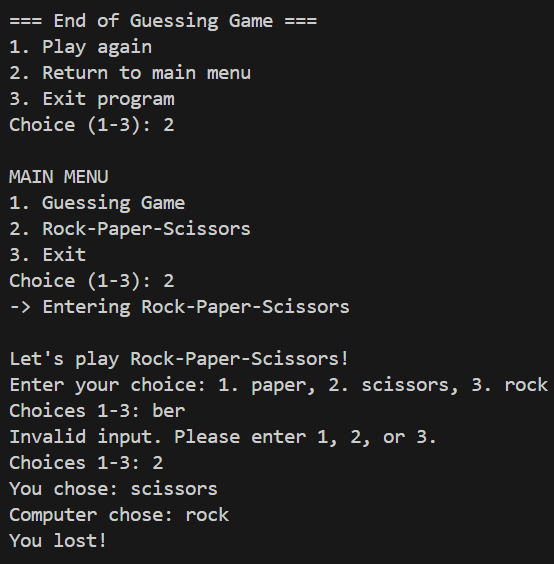 === End of Guessing Game ===
1. Play again
2. Return to main menu
3. Exit program
Choice (1-3): 2
MAIN MENU
1. Guessing Game
2. Rock-Paper-Scissors
3. Exit
Choice (1-3): 2
-> Entering Rock-Paper-Scissors
Let's play Rock-Paper-Scissors!
Enter your choice: 1. paper, 2. scissors, 3. rock
Choices 1-3: ber
Invalid input. Please enter 1, 2, or 3.
Choices 1-3: 2
You chose: scissors
Computer chose: rock
You lost!